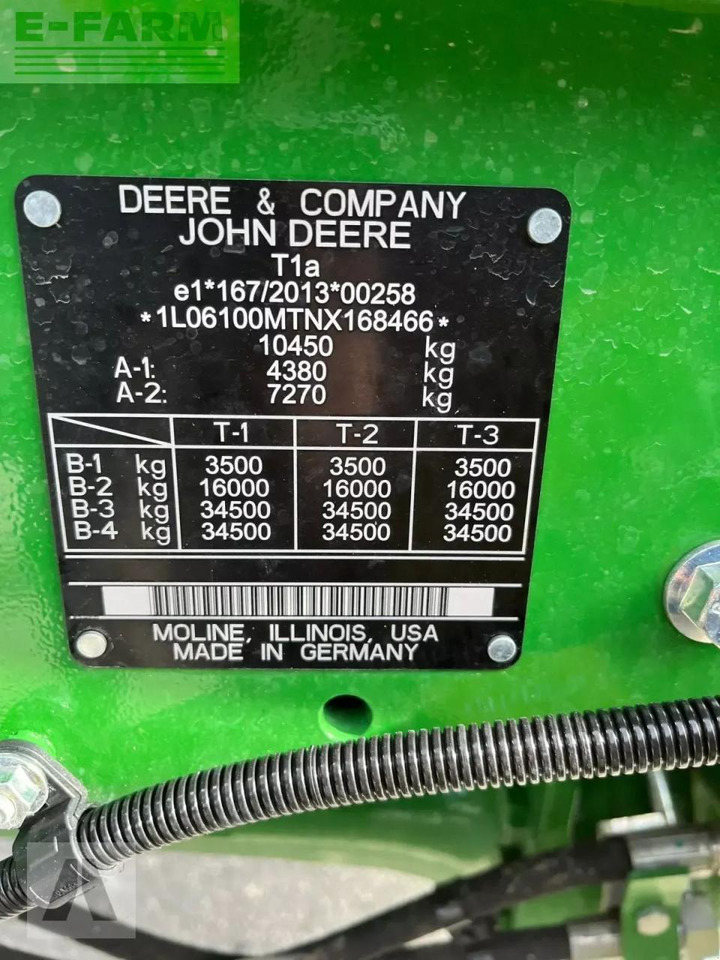 E-FARM
DEERE & COMPANY
JOHN DEERE
T1a
e1*167/2013*00258
*1L06100MTNX168466*
10450 kg
A-1: 4380 kg
A-2: 7270 kg
T-1 T-2 T-3
B-1 kg 3500 3500 3500
B-2 kg 16000 16000 16000
B-3 kg 34500 34500 34500
B-4 kg 34500 34500 34500
MOLINE, ILLINOIS, USA
MADE IN GERMANY
A